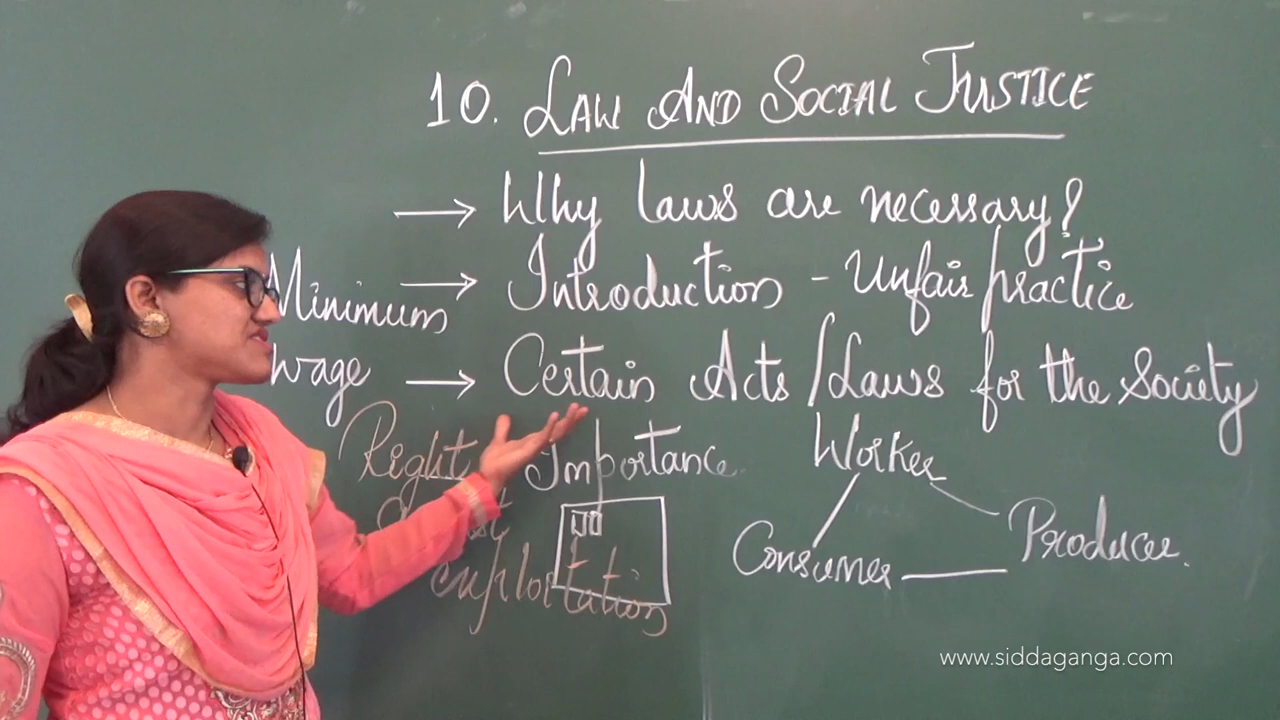 10. LAW AND SOCIAL JUSTICE
→ Why laws are necessary?
→ Introduction - Unfair practice
Minimum
wage
→ Certain Acts / Laws for the Society
Right
Importance
Worker
Consumer
Producer.
exploitation
www.siddaganga.com